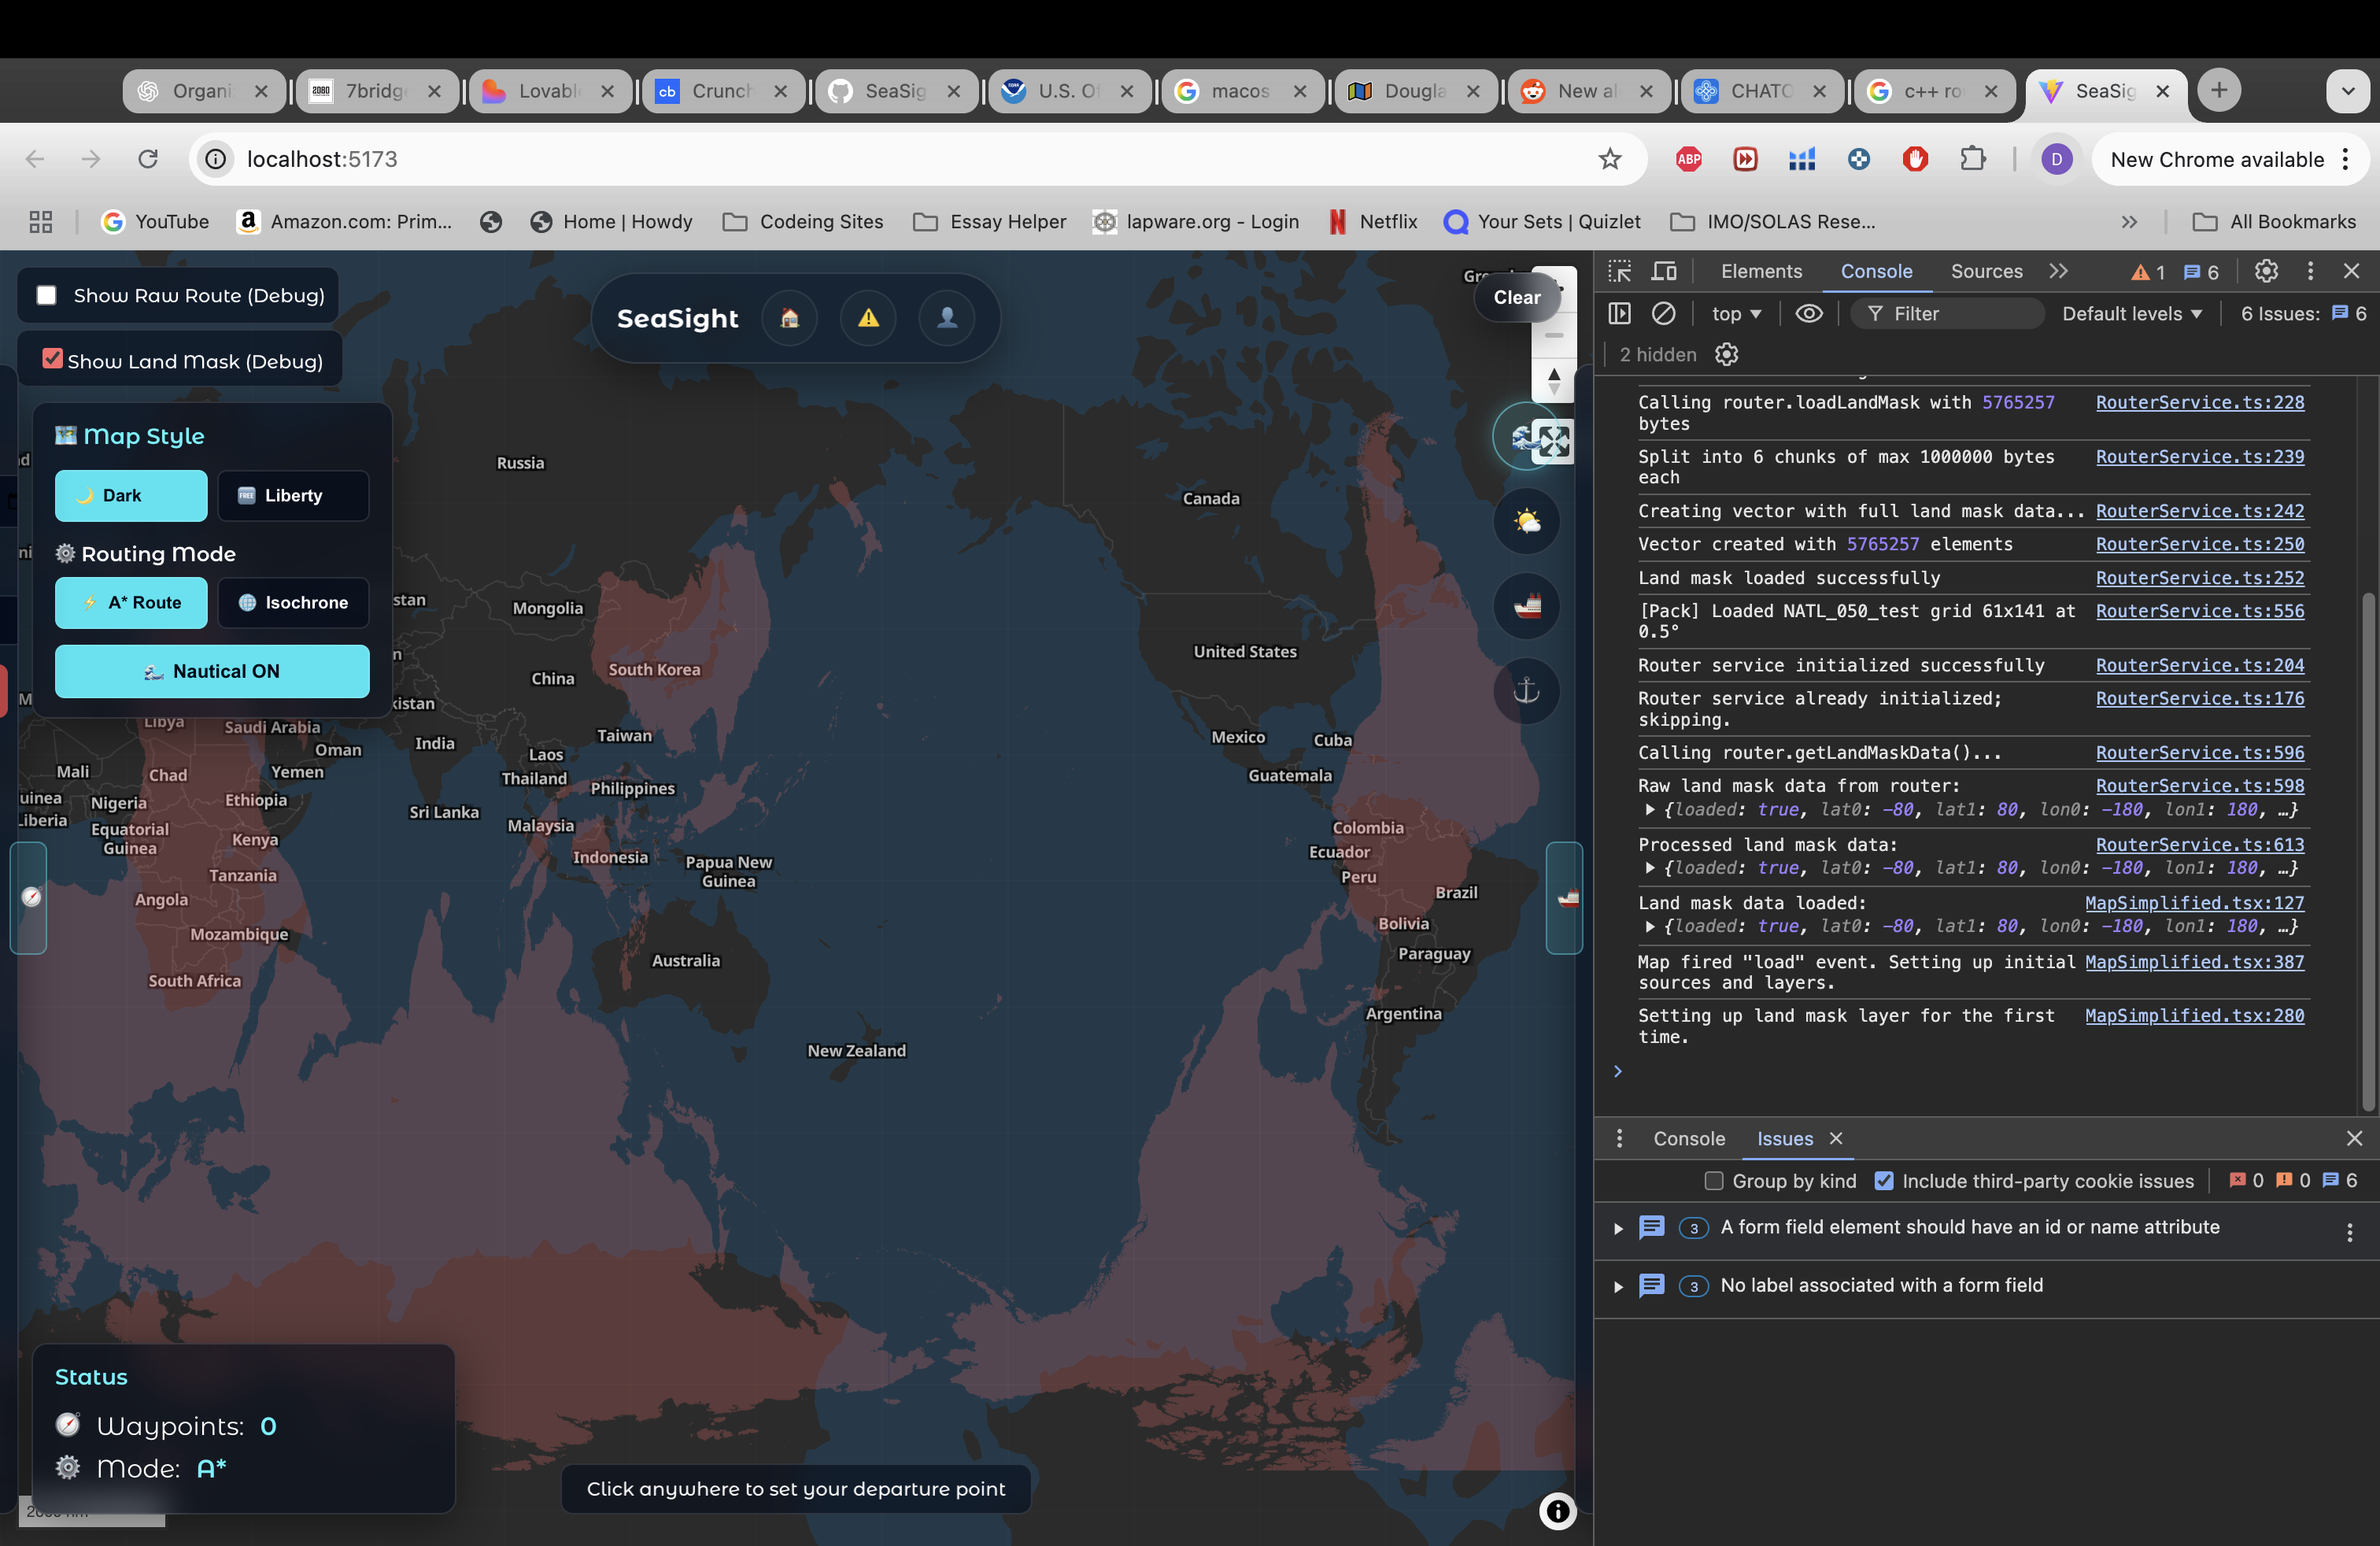 Organi
7bridg
Lovabl
Crunch
SeaSig
U.S. O
macos
Dougla
New al
CHATC
c++ ro
SeaSig
localhost:5173
ABP
D
New Chrome available
YouTube
Amazon.com: Prim...
Home | Howdy
Codeing Sites
Essay Helper
lapware.org - Login
Netflix
Your Sets | Quizlet
IMO/SOLAS Rese...
All Bookmarks
Show Raw Route (Debug)
Show Land Mask (Debug)
SeaSight
Clear
Map Style
Dark
FREE Liberty
Routing Mode
A* Route
Isochrone
Nautical ON
Russia
Canada
Mongolia
United States
South Korea
China
Taiwan
Mexico
Cuba
Libya
Saudi Arabia
Oman
India
Laos
Guatemala
Mali
Chad
Yemen
Thailand
Philippines
Nigeria
Ethiopia
Sri Lanka
Liberia
Malaysia
Colombia
Equatorial
Guinea
Kenya
Indonesia
Ecuador
Papua New
Guinea
Tanzania
Peru
Brazil
Angola
Bolivia
Mozambique
Paraguay
Australia
South Africa
Argentina
New Zealand
Status
Waypoints: 0
Mode: A*
Click anywhere to set your departure point
Elements
Console
Sources
1
6
top
Filter
Default levels
6 Issues: 6
2 hidden
Calling router.loadLandMask with 5765257 RouterService.ts:228
bytes
Split into 6 chunks of max 1000000 bytes RouterService.ts:239
each
Creating vector with full land mask data... RouterService.ts:242
Vector created with 5765257 elements RouterService.ts:250
Land mask loaded successfully RouterService.ts:252
[Pack] Loaded NATL_050_test grid 61x141 at RouterService.ts:556
0.5°
Router service initialized successfully RouterService.ts:204
Router service already initialized; RouterService.ts:176
skipping.
Calling router.getLandMaskData()... RouterService.ts:596
Raw land mask data from router: RouterService.ts:598
{loaded: true, lat0: -80, lat1: 80, lon0: -180, lon1: 180, …}
Processed land mask data: RouterService.ts:613
{loaded: true, lat0: -80, lat1: 80, lon0: -180, lon1: 180, …}
Land mask data loaded: MapSimplified.tsx:127
{loaded: true, lat0: -80, lat1: 80, lon0: -180, lon1: 180, …}
Map fired "load" event. Setting up initial MapSimplified.tsx:387
sources and layers.
Setting up land mask layer for the first MapSimplified.tsx:280
time.
Console
Issues
Group by kind
Include third-party cookie issues
0 0 6
3 A form field element should have an id or name attribute
3 No label associated with a form field